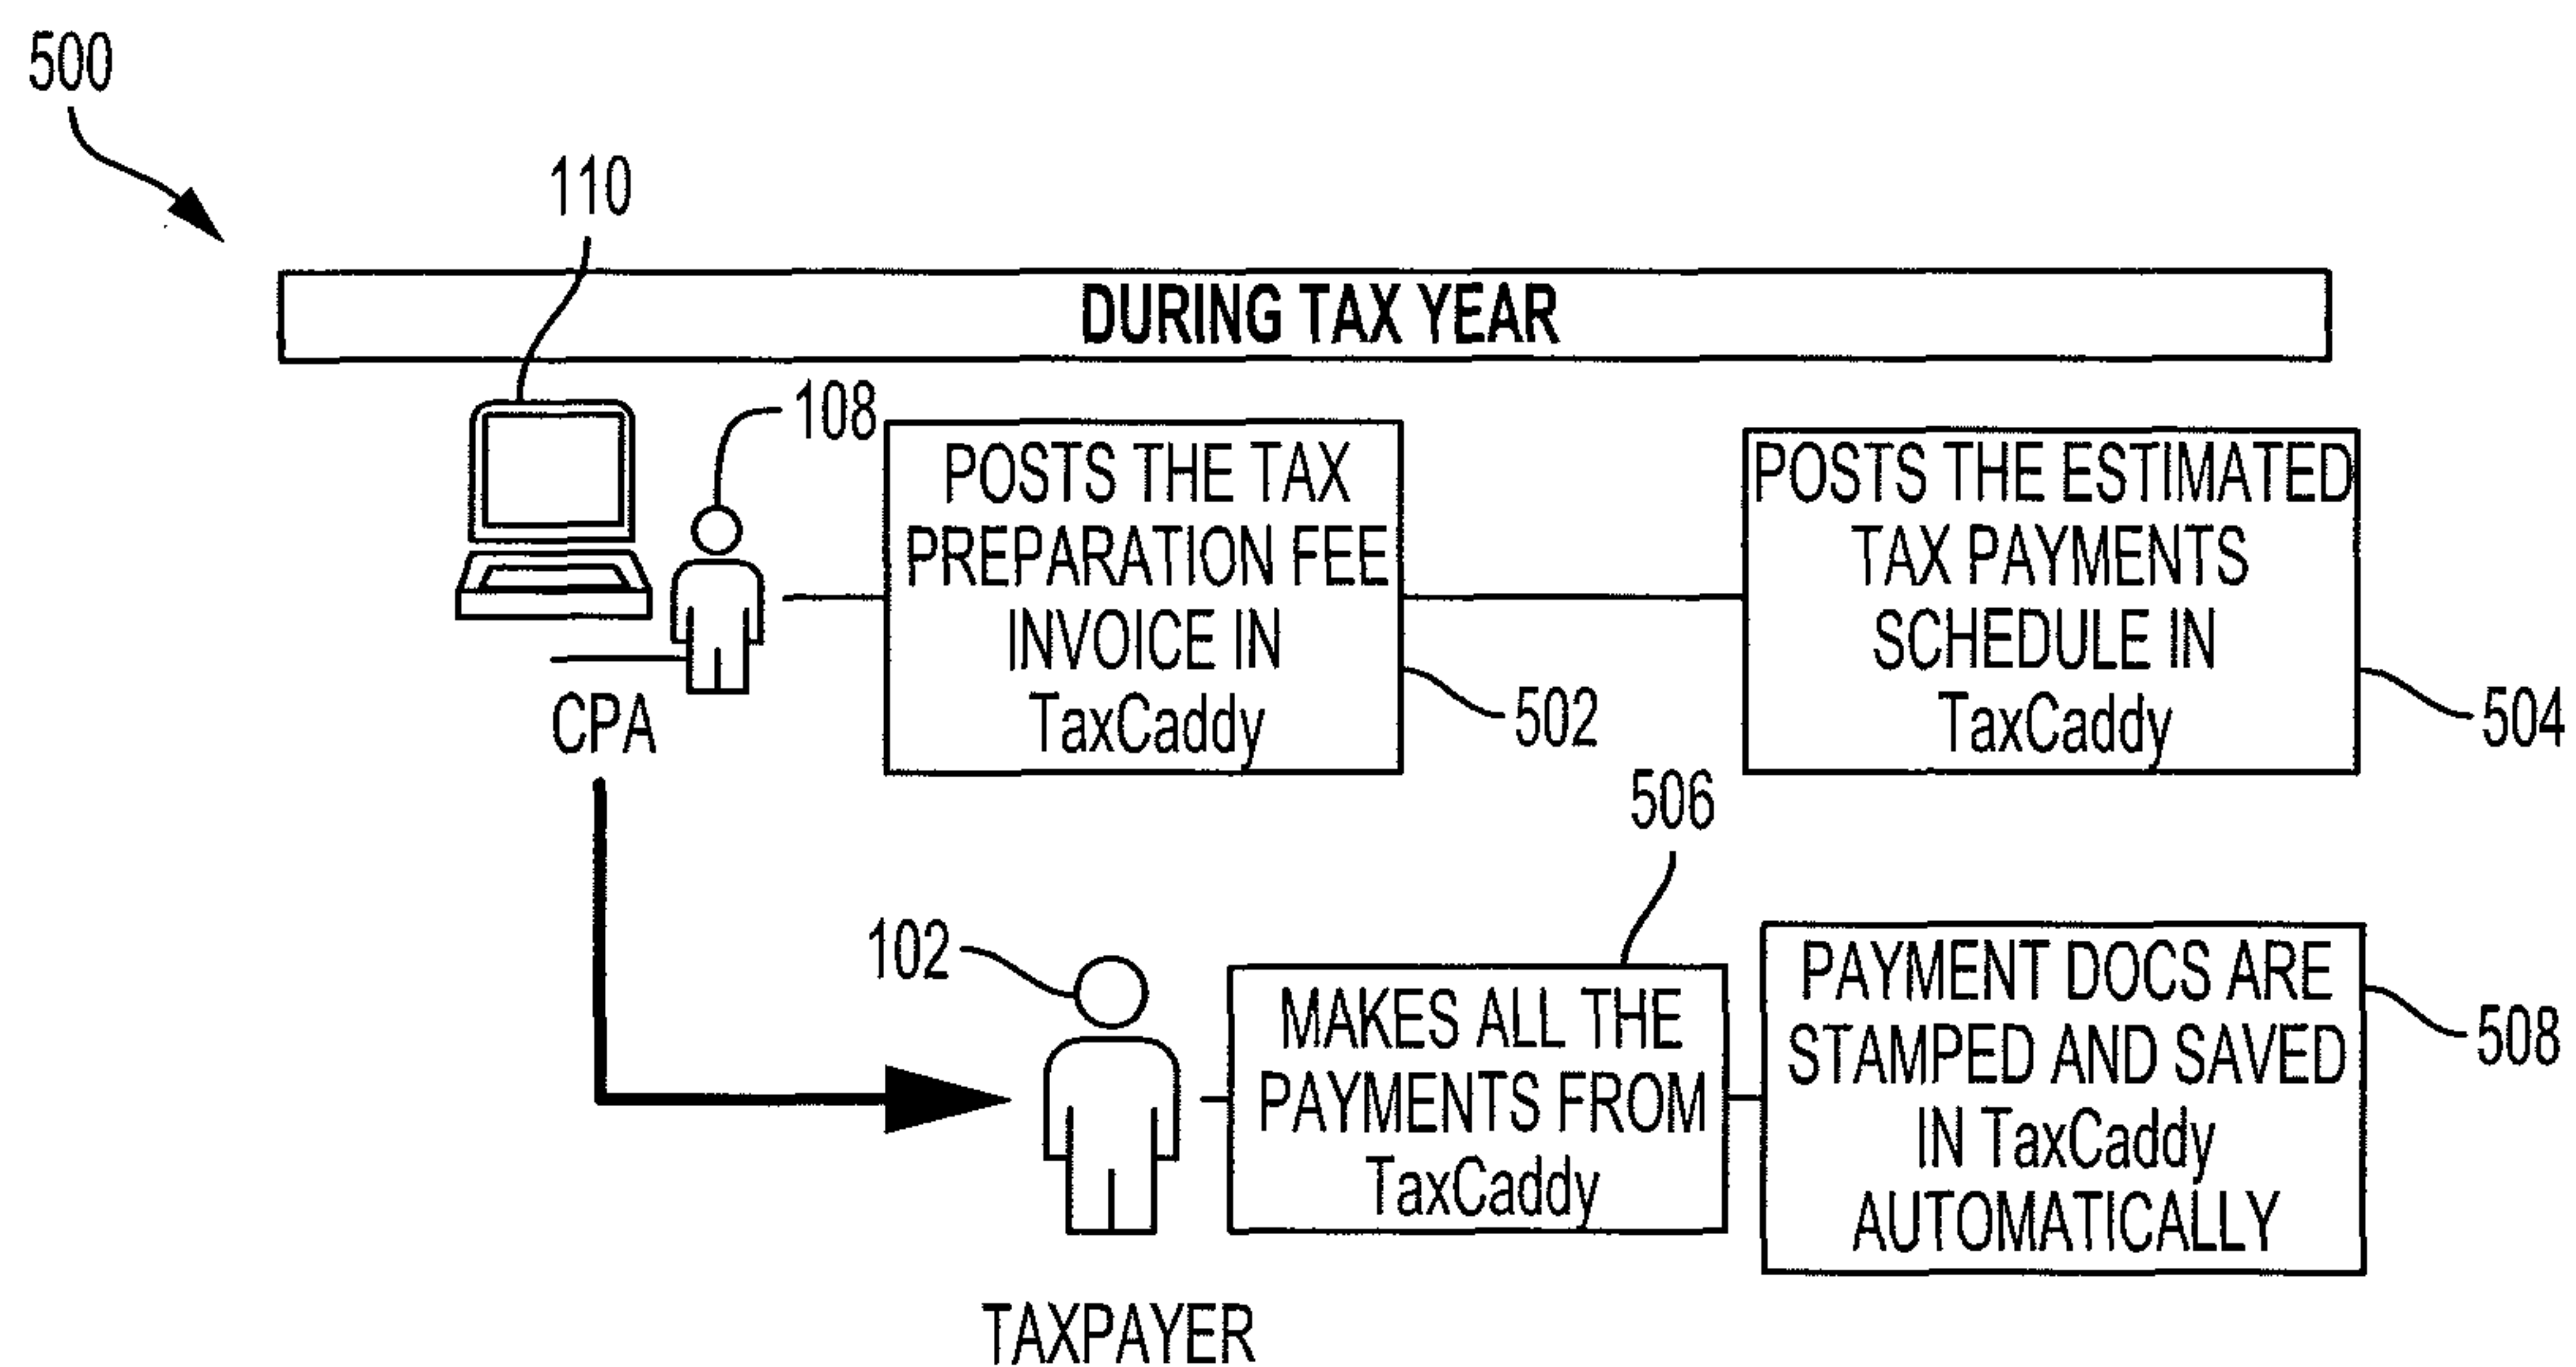 500
110
DURING TAX YEAR
108
POSTS THE TAX
PREPARATION FEE
INVOICE IN
TaxCaddy
502
POSTS THE ESTIMATED
TAX PAYMENTS
SCHEDULE IN
TaxCaddy
504
CPA
506
102
MAKES ALL THE
PAYMENTS FROM
TaxCaddy
PAYMENT DOCS ARE
STAMPED AND SAVED
IN TaxCaddy
AUTOMATICALLY
508
TAXPAYER